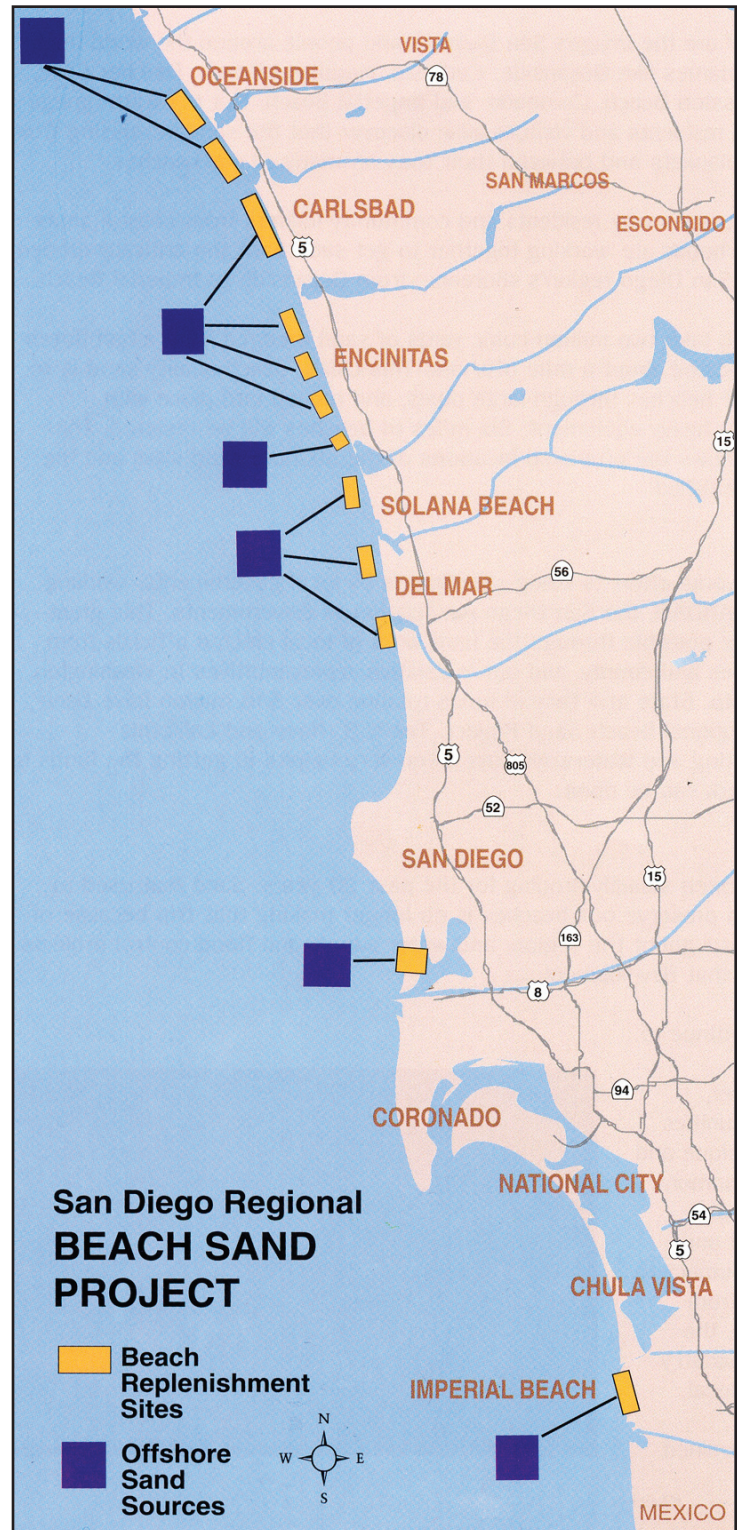 VISTA
OCEANSIDE
78
SAN MARCOS
CARLSBAD
ESCONDIDO
5
ENCINITAS
15
SOLANA BEACH
56
DEL MAR
5
805
52
SAN DIEGO
15
163
8
94
CORONADO
NATIONAL CITY
54
5
CHULA VISTA
IMPERIAL BEACH
MEXICO
San Diego Regional
BEACH SAND
PROJECT
Beach
Replenishment
Sites
Offshore
Sand
Sources
N
W E
S